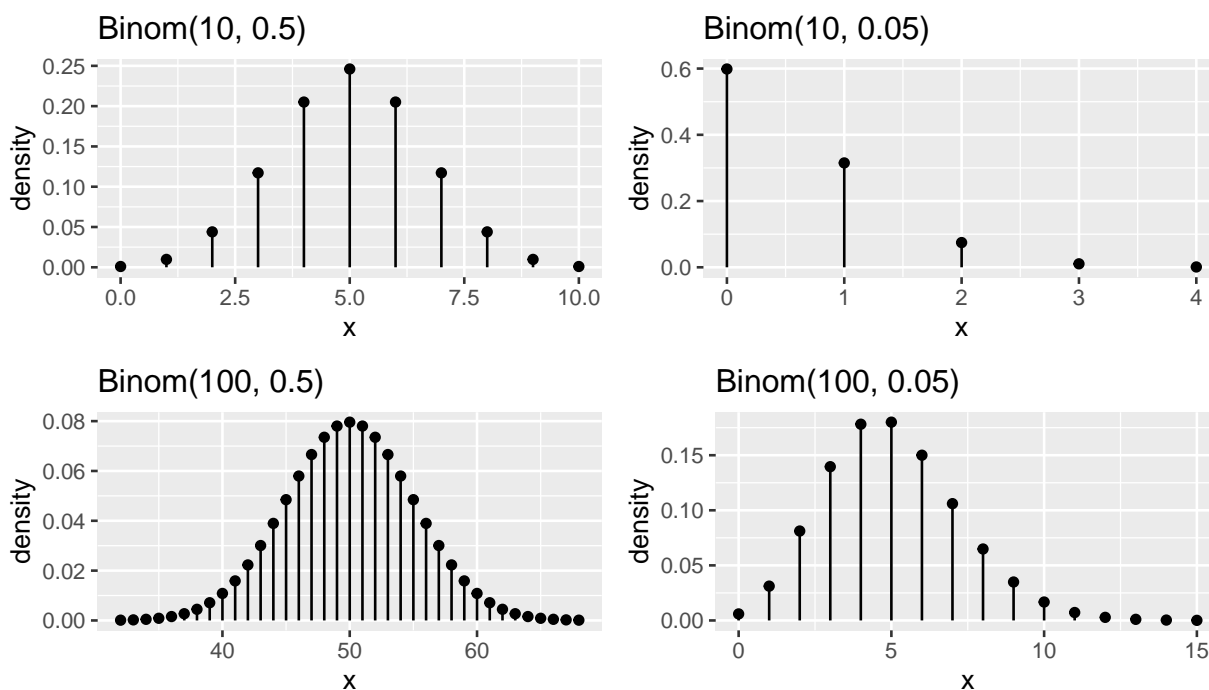 Binom(10, 0.5)
0.25
0.20
0.15
0.10
0.05
0.00
density
0.0 2.5 5.0 7.5 10.0
x
Binom(10, 0.05)
0.6
0.4
0.2
0.0
density
0 1 2 3 4
x
Binom(100, 0.5)
0.08
0.06
0.04
0.02
0.00
density
40 50 60
x
Binom(100, 0.05)
0.15
0.10
0.05
0.00
density
0 5 10 15
x